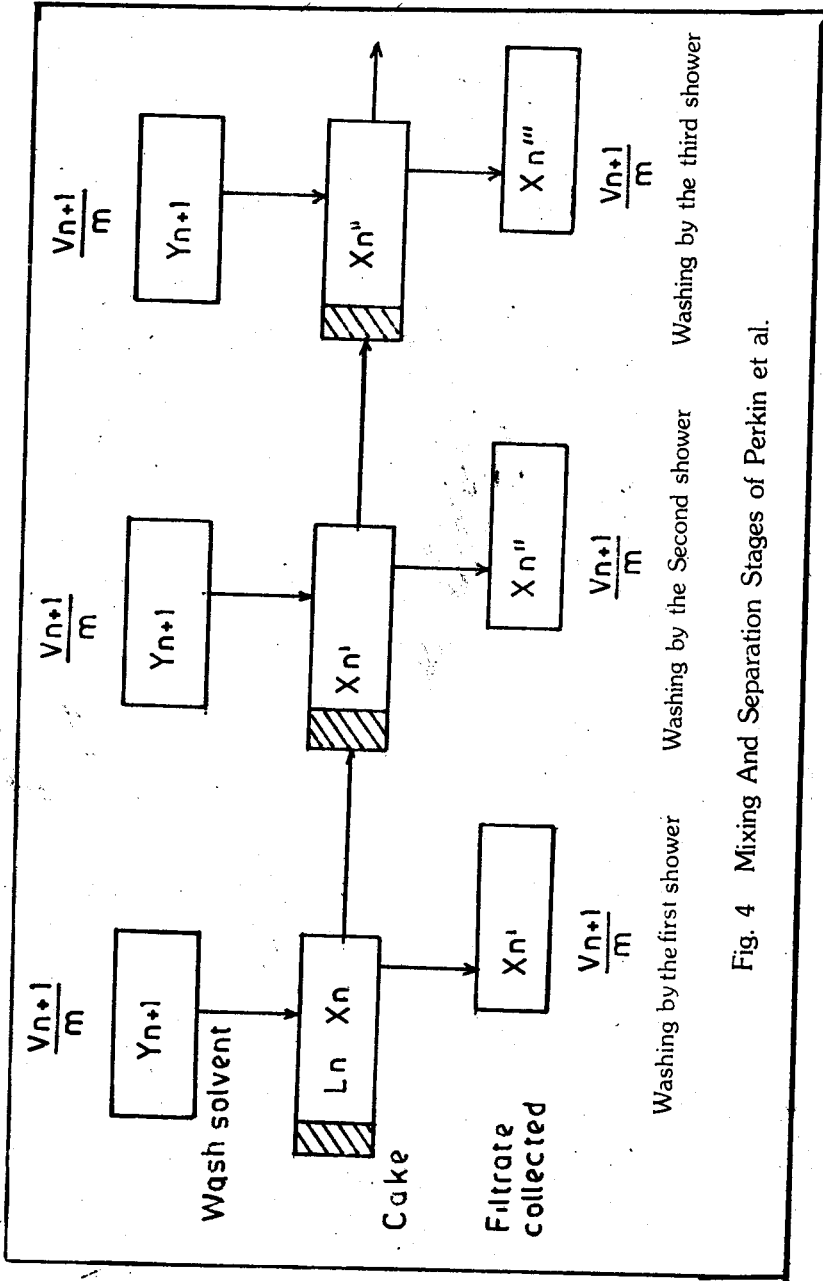 Vn+1
m
Vn+1
m
Vn+1
m
Yn+1
Yn+1
Yn+1
Wash solvent
Ln Xn
Xn'
Xn"
Cake
Filtrate
collected
Xn'
Xn"
Xn'"
Vn+1
m
Vn+1
m
Vn+1
m
Washing by the first shower
Washing by the Second shower
Washing by the third shower
Fig. 4 Mixing And Separation Stages of Perkin et al.